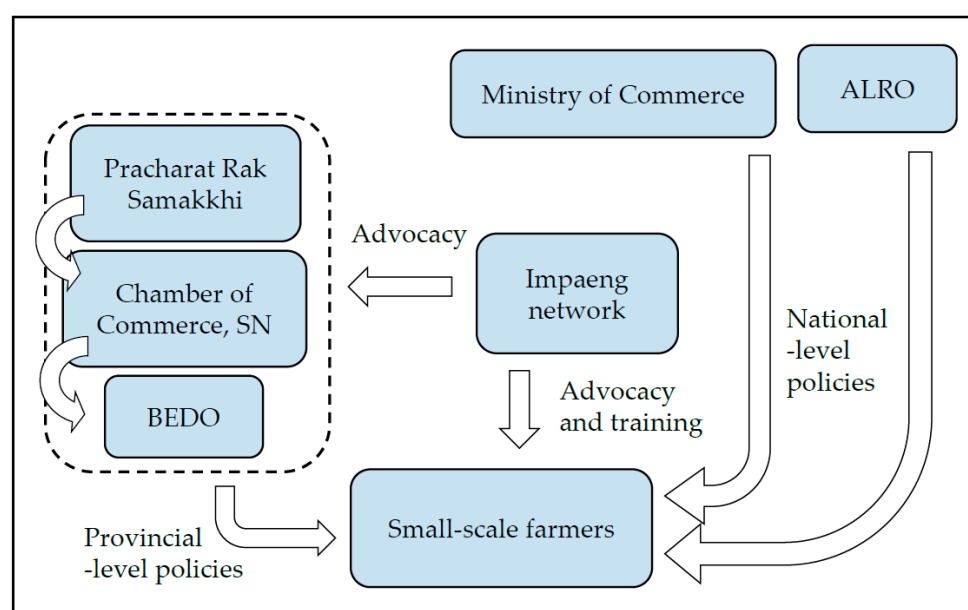 Ministry of Commerce
ALRO
Pracharat Rak
Samakkhi
Advocacy
Impaeng
network
Chamber of
Commerce, SN
National
-level
policies
BEDO
Advocacy
and training
Small-scale farmers
Provincial
-level policies